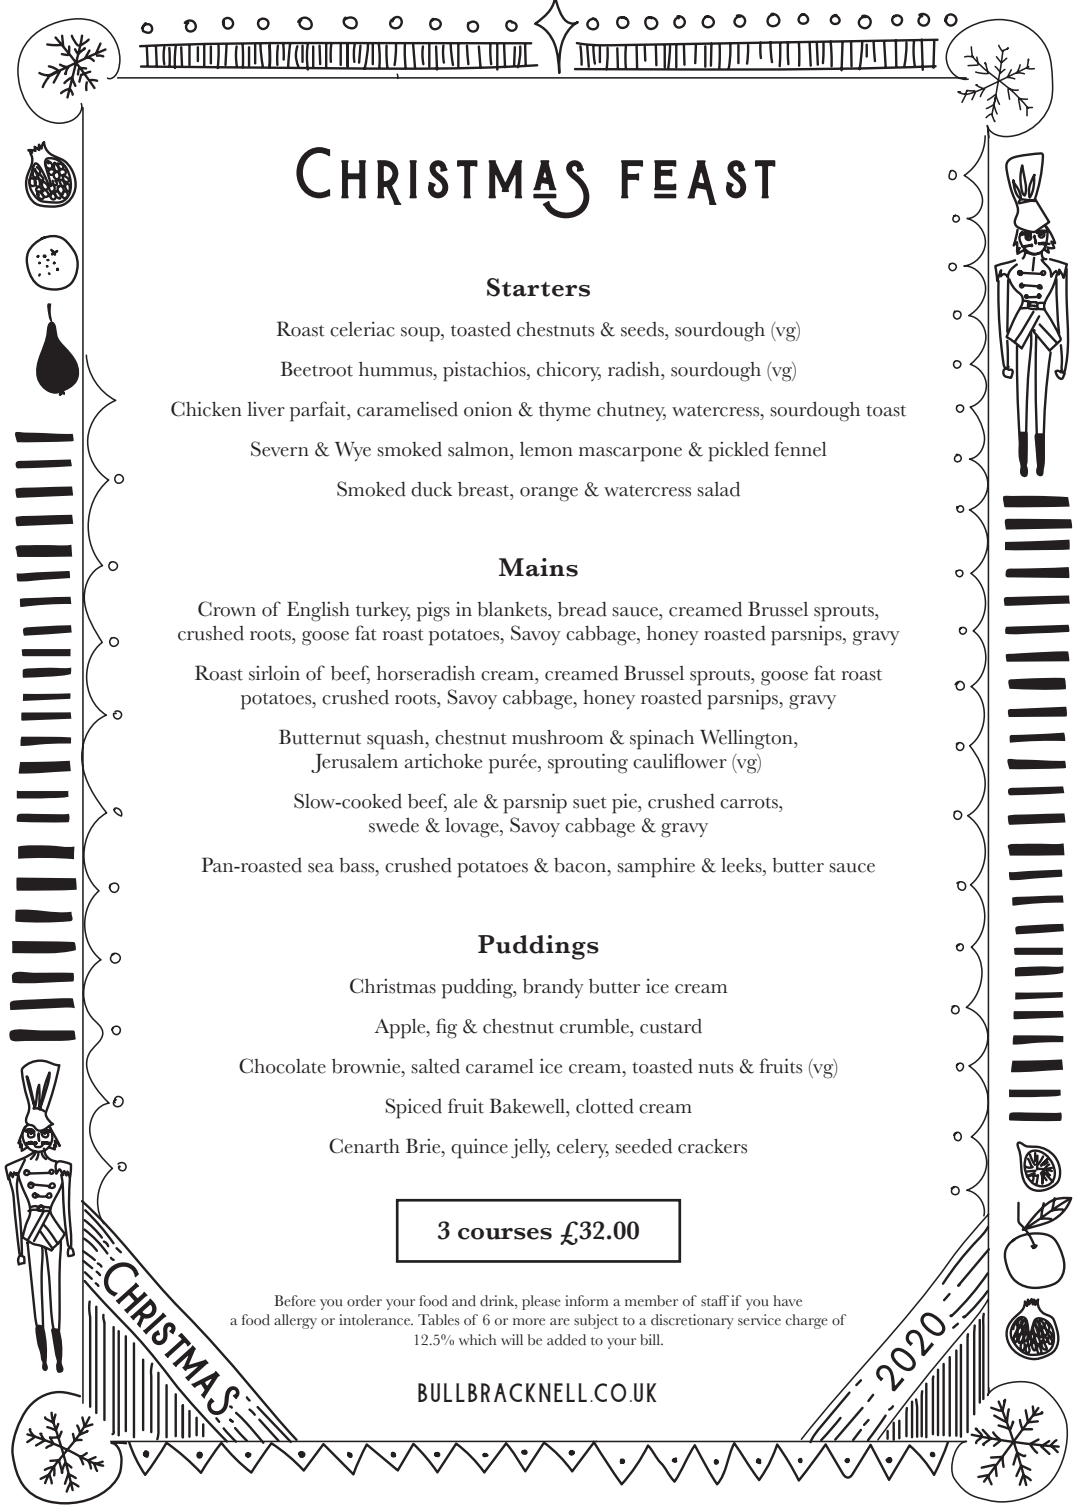 Christmas feast
Starters
Roast celeriac soup, toasted chestnuts & seeds, sourdough (vg)
Beetroot hummus, pistachios, chicory, radish, sourdough (vg)
Chicken liver parfait, caramelised onion & thyme chutney, watercress, sourdough toast
Severn & Wye smoked salmon, lemon mascarpone & pickled fennel
Smoked duck breast, orange & watercress salad
Mains
Crown of English turkey, pigs in blankets, bread sauce, creamed Brussel sprouts,
crushed roots, goose fat roast potatoes, Savoy cabbage, honey roasted parsnips, gravy
Roast sirloin of beef, horseradish cream, creamed Brussel sprouts, goose fat roast
potatoes, crushed roots, Savoy cabbage, honey roasted parsnips, gravy
Butternut squash, chestnut mushroom & spinach Wellington,
Jerusalem artichoke purée, sprouting cauliflower (vg)
Slow-cooked beef, ale & parsnip suet pie, crushed carrots,
swede & lovage, Savoy cabbage & gravy
Pan-roasted sea bass, crushed potatoes & bacon, samphire & leeks, butter sauce
Puddings
Christmas pudding, brandy butter ice cream
Apple, fig & chestnut crumble, custard
Chocolate brownie, salted caramel ice cream, toasted nuts & fruits (vg)
Spiced fruit Bakewell, clotted cream
Cenarth Brie, quince jelly, celery, seeded crackers
3 courses £32.00
Before you order your food and drink, please inform a member of staff if you have
a food allergy or intolerance. Tables of 6 or more are subject to a discretionary service charge of
12.5% which will be added to your bill.
BULLBRACKNELL.CO.UK
Christmas
2020